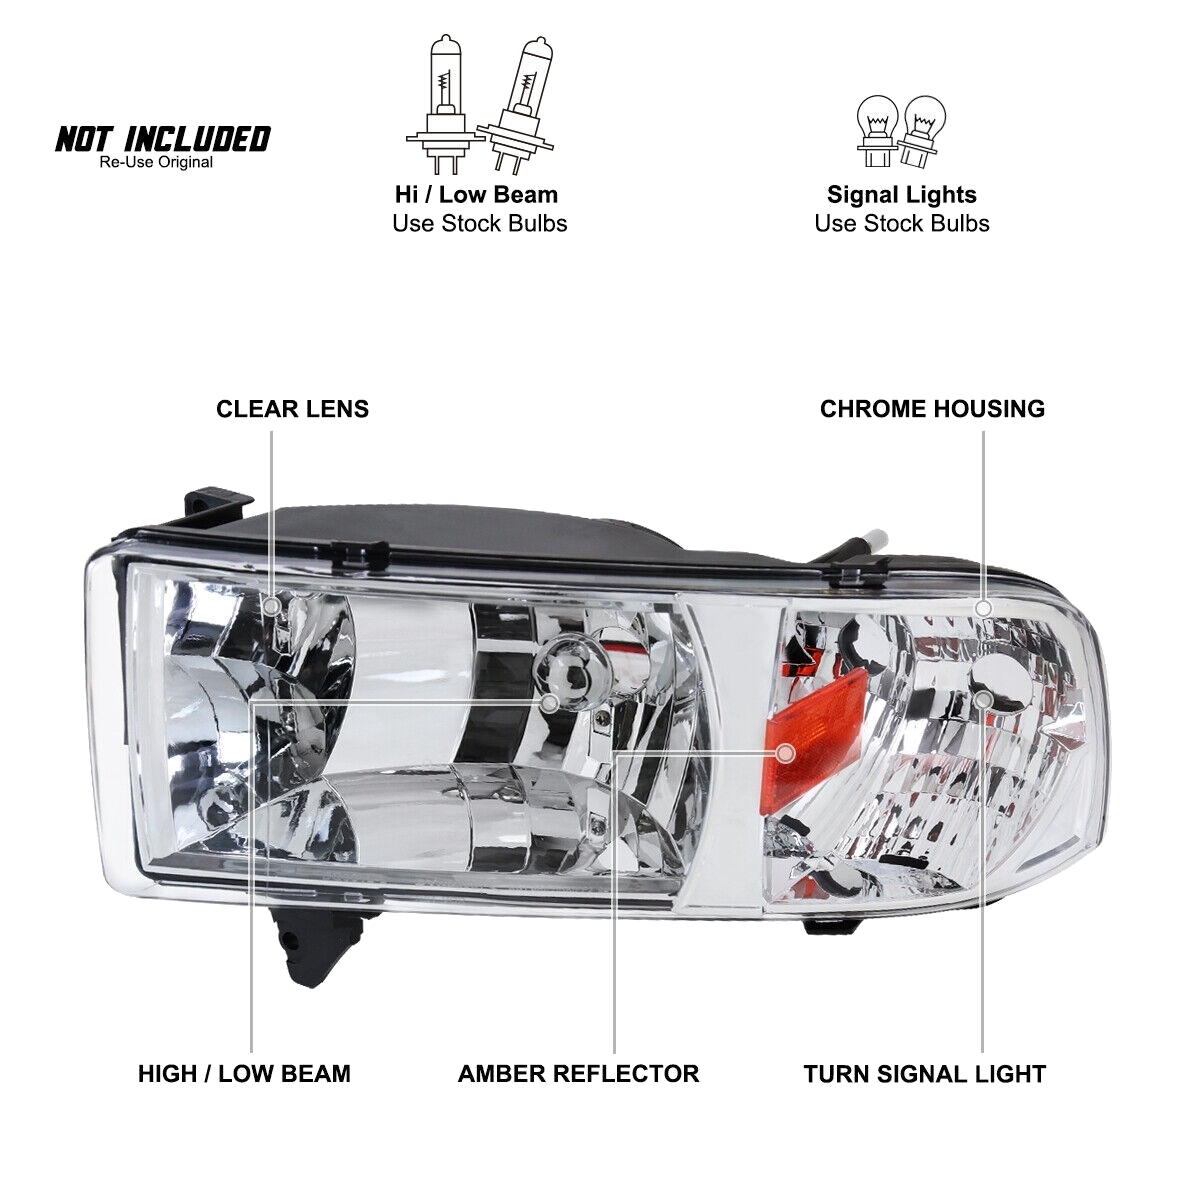 NOT INCLUDED
Re-Use Original
Hi / Low Beam
Use Stock Bulbs
Signal Lights
Use Stock Bulbs
CLEAR LENS
CHROME HOUSING
HIGH / LOW BEAM
AMBER REFLECTOR
TURN SIGNAL LIGHT